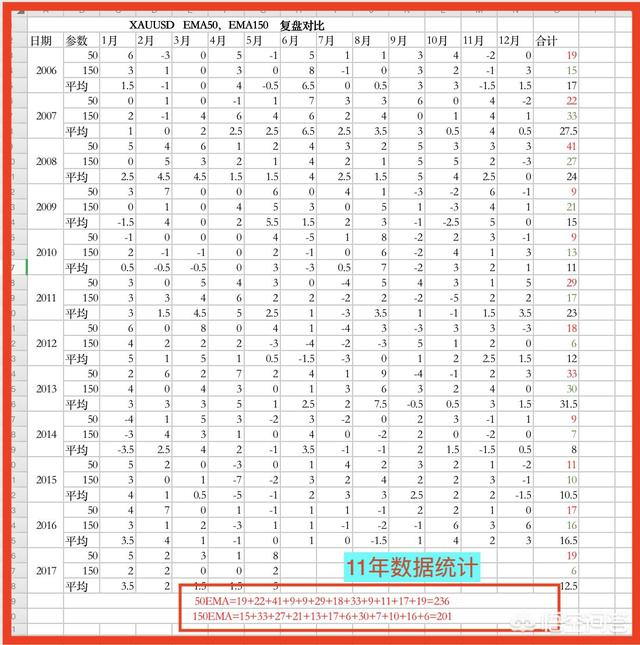 XAUUSD EMA50，EMA150 复盘对比
日期 参数 1月 2月 3月 4月 5月 6月 7月 8月 9月 10月 11月 12月 合计
50 6 -3 0 5 -1 5 1 1 3 4 -2 0 19
2006 150 3 1 0 3 0 8 -1 0 3 2 -1 3 15
平均 1.5 -1 0 4 -0.5 6.5 0 0.5 3 3 -1.5 1.5 17
50 0 1 0 -1 1 7 3 3 6 0 4 -2 22
2007 150 2 -1 4 6 4 6 2 4 0 1 4 1 33
平均 1 0 2 2.5 2.5 6.5 2.5 3.5 3 0.5 4 0.5 27.5
50 5 4 6 1 2 4 3 2 5 3 3 3 41
2008 150 0 5 3 2 1 4 2 1 5 5 2 -3 27
平均 2.5 4.5 4.5 1.5 1.5 4 2.5 1.5 5 4 2.5 0 24
50 3 7 0 0 6 0 4 1 -3 -2 6 -1 9
2009 150 0 1 0 4 5 3 0 5 1 -3 4 1 21
平均 -1.5 4 0 2 5.5 1.5 2 3 -1 -2.5 5 0 15
50 -1 0 0 0 4 -5 1 8 -2 2 3 -1 9
2010 150 2 -1 -1 0 2 -1 0 6 -2 4 1 3 13
平均 0.5 -0.5 -0.5 0 3 -3 0.5 7 -2 3 2 1 11
50 3 0 5 4 3 0 -4 5 4 3 1 5 29
2011 150 3 3 4 6 2 2 -2 2 -2 -5 2 2 17
平均 3 1.5 4.5 5 2.5 1 -3 3.5 1 -1 1.5 3.5 23
50 6 0 8 0 4 1 -4 3 -3 3 3 -3 18
2012 150 4 2 2 2 -3 -4 -2 -3 5 1 2 0 6
平均 5 1 5 1 0.5 -1.5 -3 0 1 2 2.5 1.5 12
50 2 6 2 7 2 4 1 9 -4 -1 2 3 33
2013 150 4 0 4 3 0 1 3 6 3 2 4 0 30
平均 3 3 3 5 1 2.5 2 7.5 -0.5 0.5 3 1.5 31.5
50 -4 1 5 3 -2 3 -2 0 2 3 -1 1 9
2014 150 -3 4 3 1 0 4 0 -2 2 0 -2 0 7
平均 -3.5 2.5 4 2 -1 3.5 -1 -1 2 1.5 -1.5 0.5 8
50 5 2 0 -3 0 1 4 2 3 2 1 -2 11
2015 150 3 0 1 -7 -2 3 2 4 2 2 3 -1 10
平均 4 1 0.5 -5 -1 2 3 3 2.5 2 2 -1.5 10.5
50 4 7 0 1 -1 1 1 -1 2 2 1 0 17
2016 150 3 1 2 -3 1 1 -1 -2 -1 6 3 6 16
平均 3.5 4 1 -1 0 1 0 -1.5 1 4 2 3 16.5
50 5 2 3 1 8 19
2017 150 2 2 0 0 2 6
平均 3.5 2 1.5 1.5 5 12.5
11年数据统计
50EMA=19+22+41+9+9+29+18+33+9+11+17+19=236
150EMA=15+33+27+21+13+17+6+30+7+10+16+6=201
悟空问答